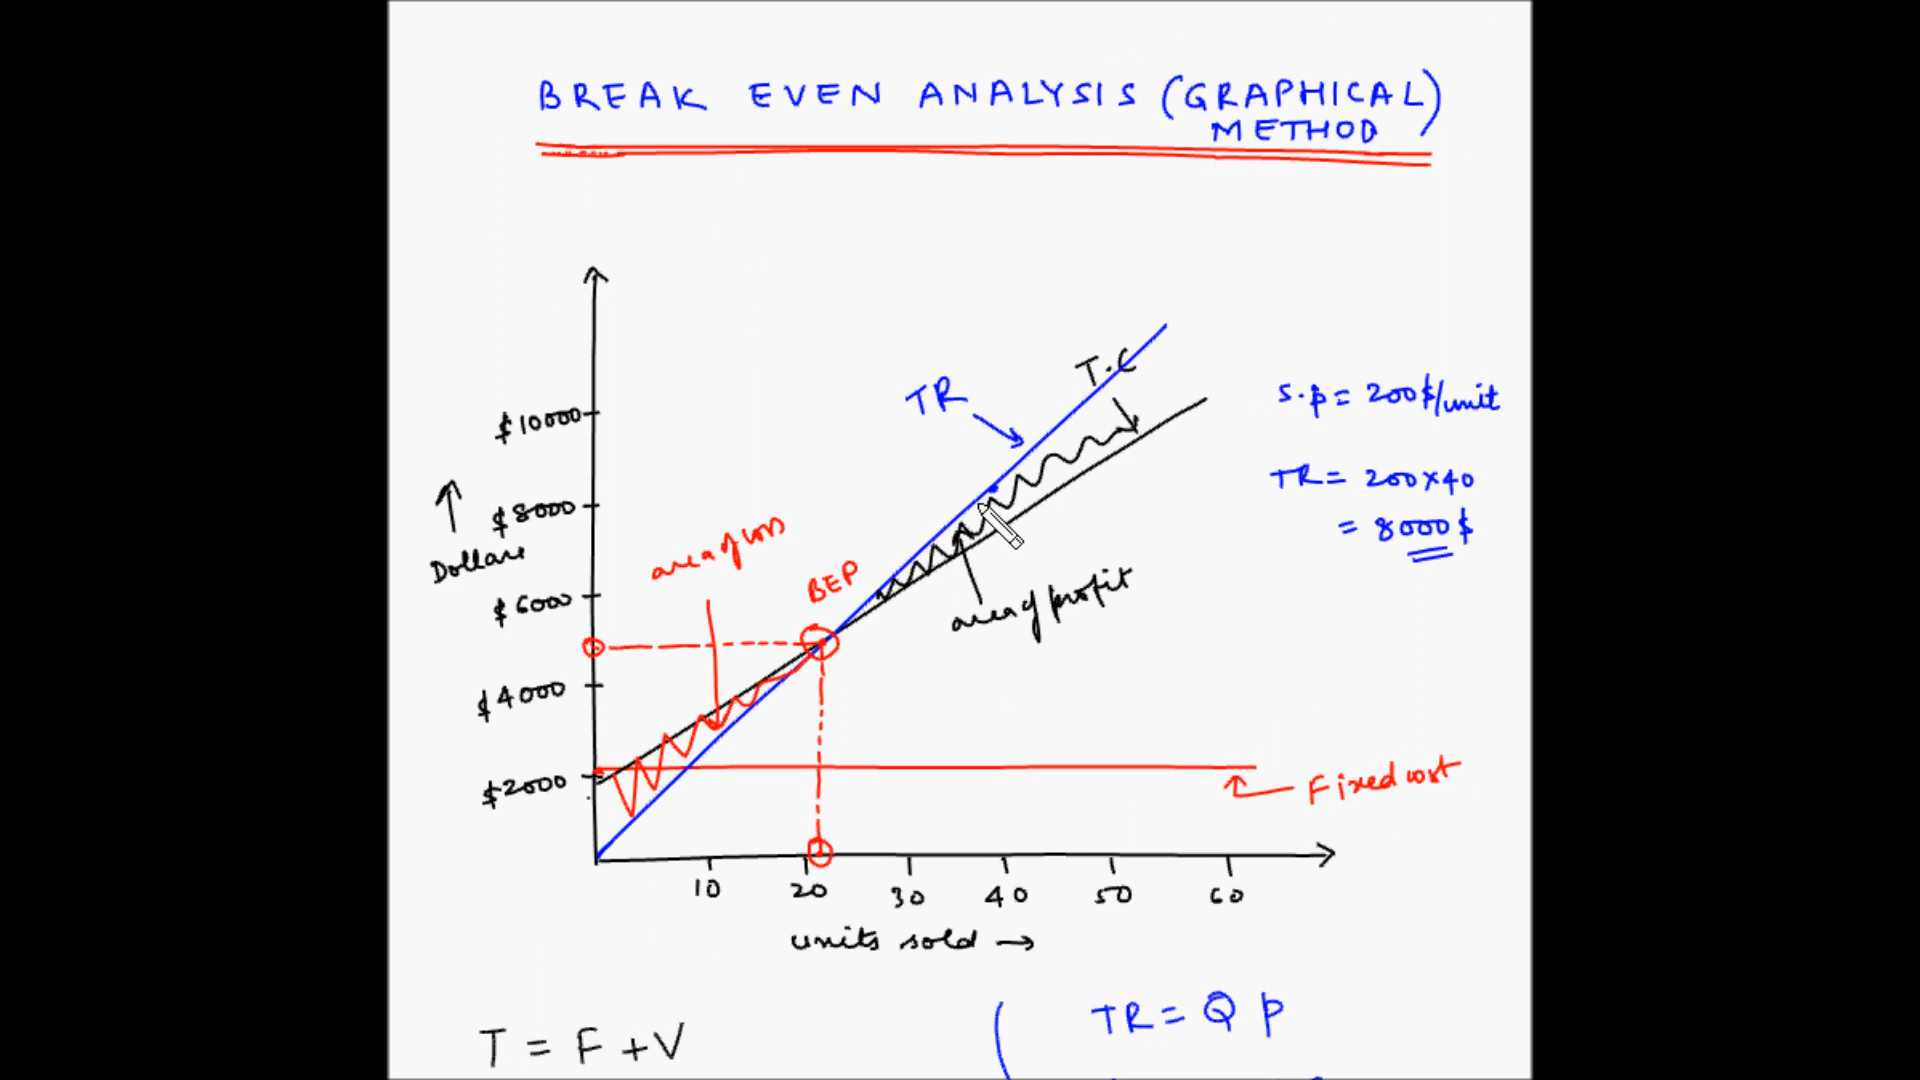 BREAK EVEN ANALYSIS (GRAPHICAL)
METHOD
T.C
TR
S.p = 200$/unit
$10000
TR = 200×40
$8000
= 8000$
Dollars
area of loss
BEP
$6000
area of profit
$4000
$2000
Fixed cost
10 20 30 40 50 60
units sold →
TR = Q p
T = F + V